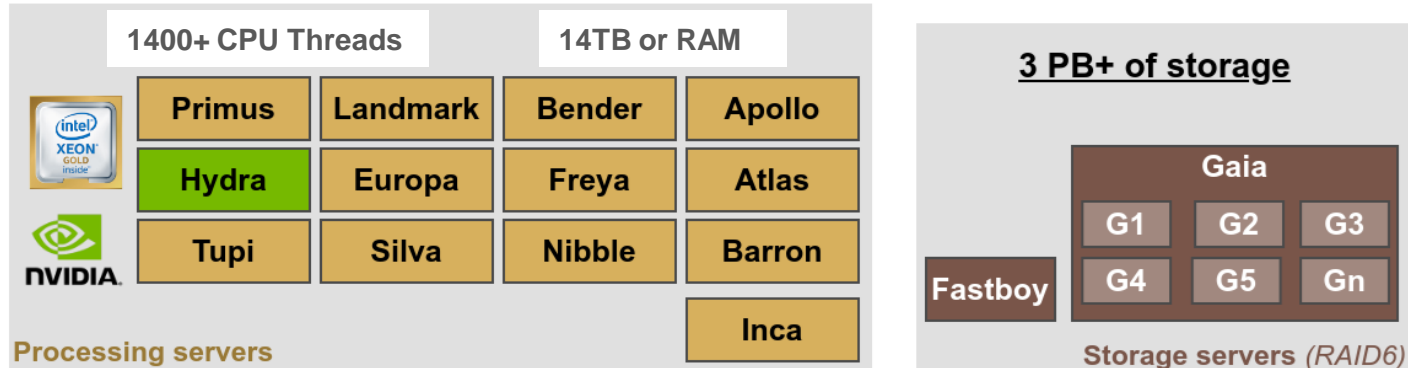 1400+ CPU Threads
14TB or RAM
intel
XEON
GOLD
inside
NVIDIA.
Primus
Landmark
Bender
Apollo
Hydra
Europa
Freya
Atlas
Tupi
Silva
Nibble
Barron
Inca
Processing servers
3 PB+ of storage
Gaia
G1
G2
G3
G4
G5
Gn
Fastboy
Storage servers (RAID6)